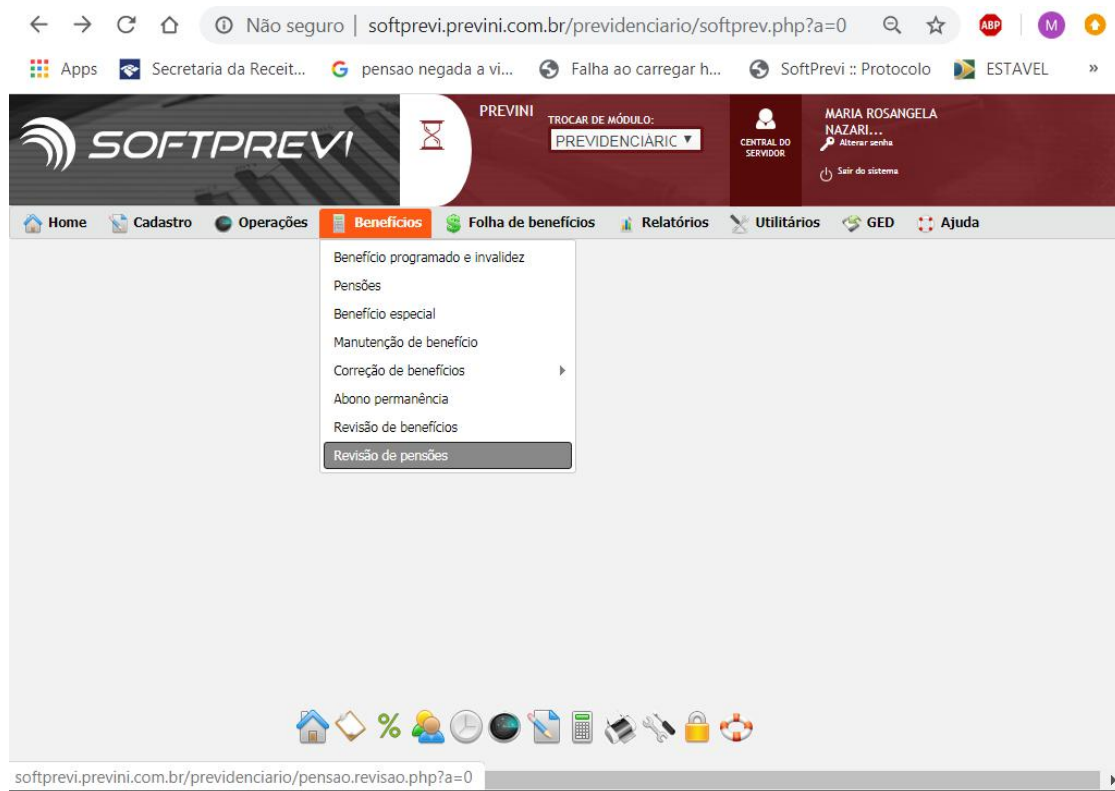 Não seguro | softprevi.previni.com.br/previdenciario/softprev.php?a=0 ABP M
Apps Secretaria da Receit... G pensao negada a vi... Falha ao carregar h... SoftPrevi :: Protocolo ESTAVEL »
SOFTPREVI
PREVINI
TROCAR DE MÓDULO:
PREVIDENCIÁRIC ▼
CENTRAL DO
SERVIDOR
MARIA ROSANGELA
NAZARI...
Alterar senha
Sair do sistema
Home Cadastro Operações Benefícios Folha de benefícios Relatórios Utilitários GED Ajuda
Benefício programado e invalidez
Pensões
Benefício especial
Manutenção de benefício
Correção de benefícios
Abono permanência
Revisão de benefícios
Revisão de pensões
%
softprevi.previni.com.br/previdenciario/pensao.revisao.php?a=0